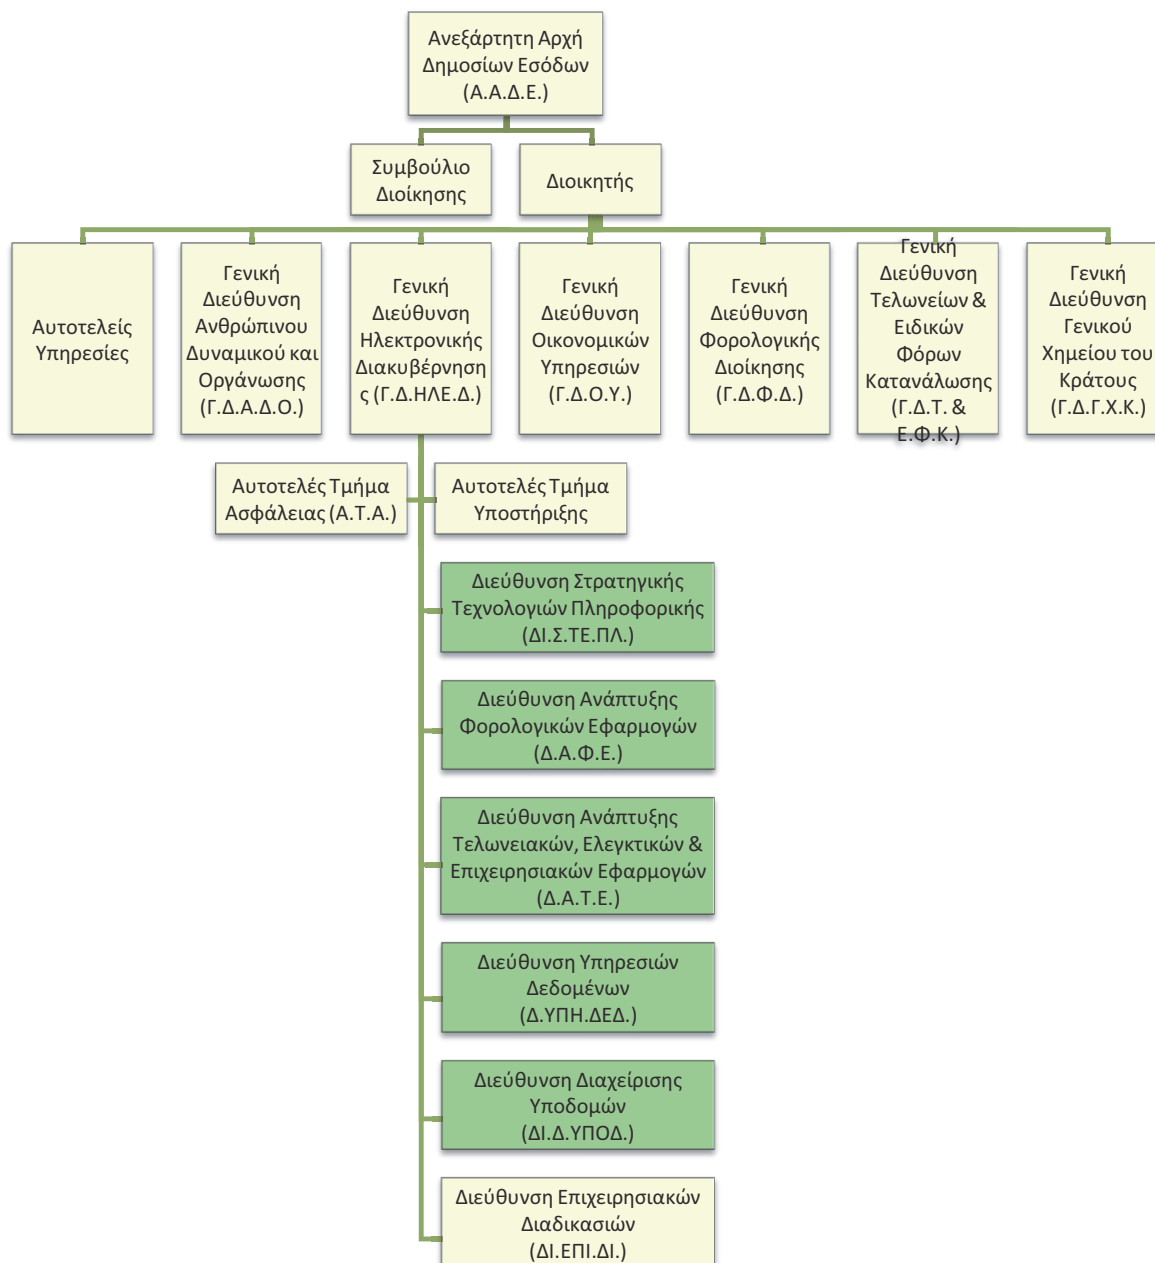 Ανεξάρτητη Αρχή
Δημοσίων Εσόδων
(Α.Α.Δ.Ε.)
Συμβούλιο
Διοίκησης
Διοικητής
Αυτοτελείς
Υπηρεσίες
Γενική
Διεύθυνση
Ανθρώπινου
Δυναμικού και
Οργάνωσης
(Γ.Δ.Α.Δ.Ο.)
Γενική
Διεύθυνση
Ηλεκτρονικής
Διακυβέρνηση
ς (Γ.Δ.ΗΛΕ.Δ.)
Γενική
Διεύθυνση
Οικονομικών
Υπηρεσιών
(Γ.Δ.Ο.Υ.)
Γενική
Διεύθυνση
Φορολογικής
Διοίκησης
(Γ.Δ.Φ.Δ.)
Γενική
Διεύθυνση
Τελωνείων &
Ειδικών
Φόρων
Κατανάλωσης
(Γ.Δ.Τ. &
Ε.Φ.Κ.)
Γενική
Διεύθυνση
Γενικού
Χημείου του
Κράτους
(Γ.Δ.Γ.Χ.Κ.)
Αυτοτελές Τμήμα
Ασφάλειας (Α.Τ.Α.)
Αυτοτελές Τμήμα
Υποστήριξης
Διεύθυνση Στρατηγικής
Τεχνολογιών Πληροφορικής
(ΔΙ.Σ.ΤΕ.ΠΛ.)
Διεύθυνση Ανάπτυξης
Φορολογικών Εφαρμογών
(Δ.Α.Φ.Ε.)
Διεύθυνση Ανάπτυξης
Τελωνειακών, Ελεγκτικών &
Επιχειρησιακών Εφαρμογών
(Δ.Α.Τ.Ε.)
Διεύθυνση Υπηρεσιών
Δεδομένων
(Δ.ΥΠΗ.ΔΕΔ.)
Διεύθυνση Διαχείρισης
Υποδομών
(ΔΙ.Δ.ΥΠΟΔ.)
Διεύθυνση Επιχειρησιακών
Διαδικασιών
(ΔΙ.ΕΠΙ.ΔΙ.)